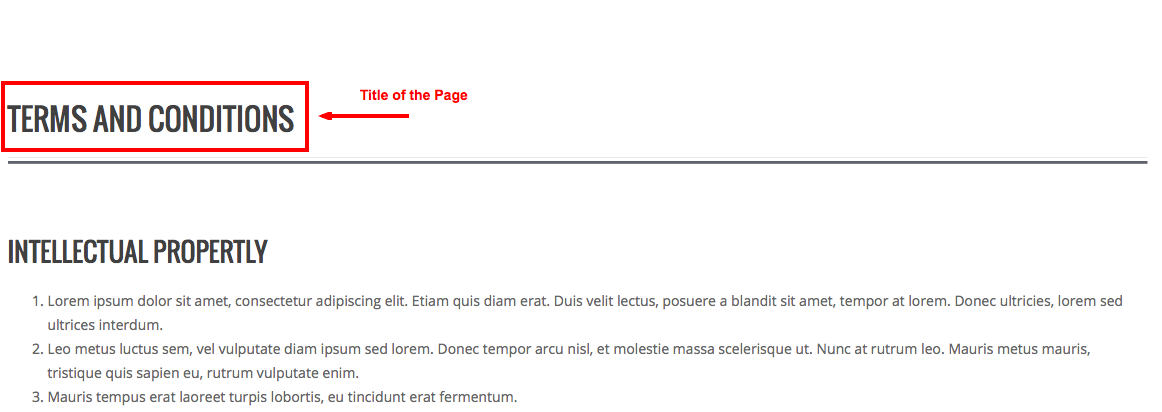 Title of the Page
TERMS AND CONDITIONS
INTELLECTUAL PROPERTLY
1. Lorem ipsum dolor sit amet, consectetur adipiscing elit. Etiam quis diam erat. Duis velit lectus, posuere a blandit sit amet, tempor at lorem. Donec ultricies, lorem sed
ultrices interdum.
2. Leo metus luctus sem, vel vulputate diam ipsum sed lorem. Donec tempor arcu nisl, et molestie massa scelerisque ut. Nunc at rutrum leo. Mauris metus mauris,
tristique quis sapien eu, rutrum vulputate enim.
3. Mauris tempus erat laoreet turpis lobortis, eu tincidunt erat fermentum.